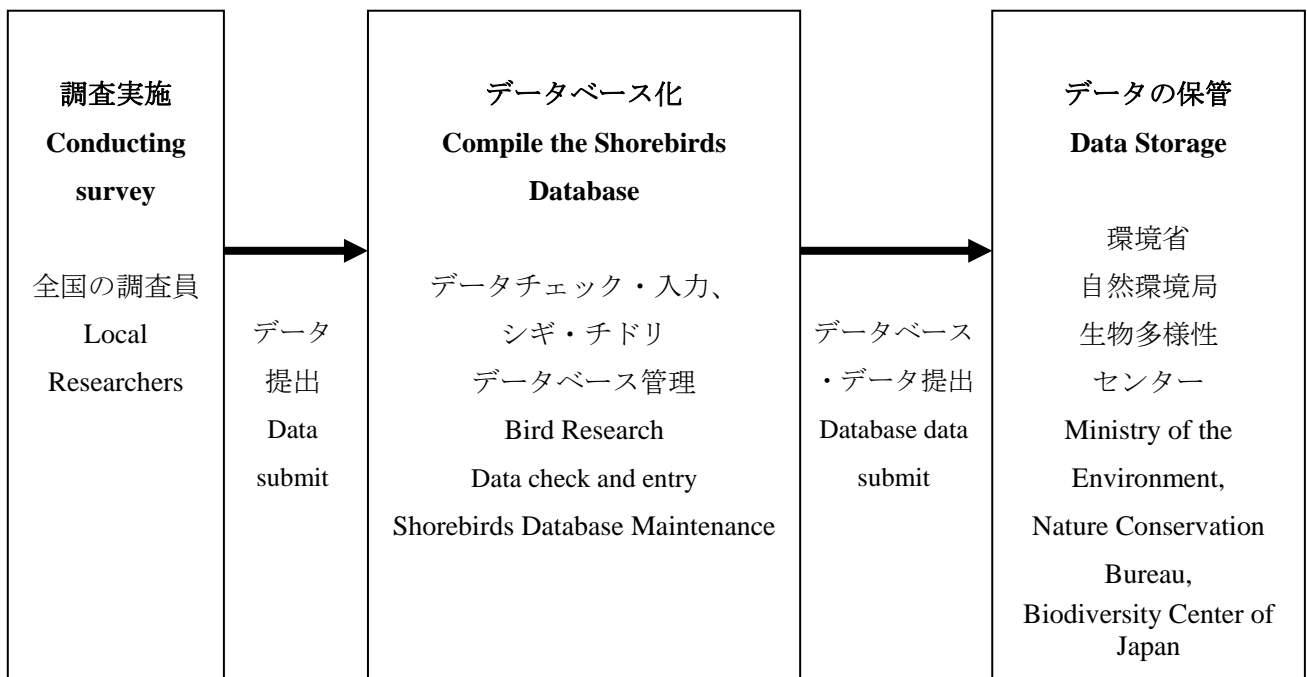 調査実施
Conducting
survey
全国の調査員
Local
Researchers
データ
提出
Data
submit
データベース化
Compile the Shorebirds
Database
データチェック・入力、
シギ・チドリ
データベース管理
Bird Research
Data check and entry
Shorebirds Database Maintenance
データベース
・データ提出
Database data
submit
データの保管
Data Storage
環境省
自然環境局
生物多様性
センター
Ministry of the
Environment,
Nature Conservation
Bureau,
Biodiversity Center of
Japan